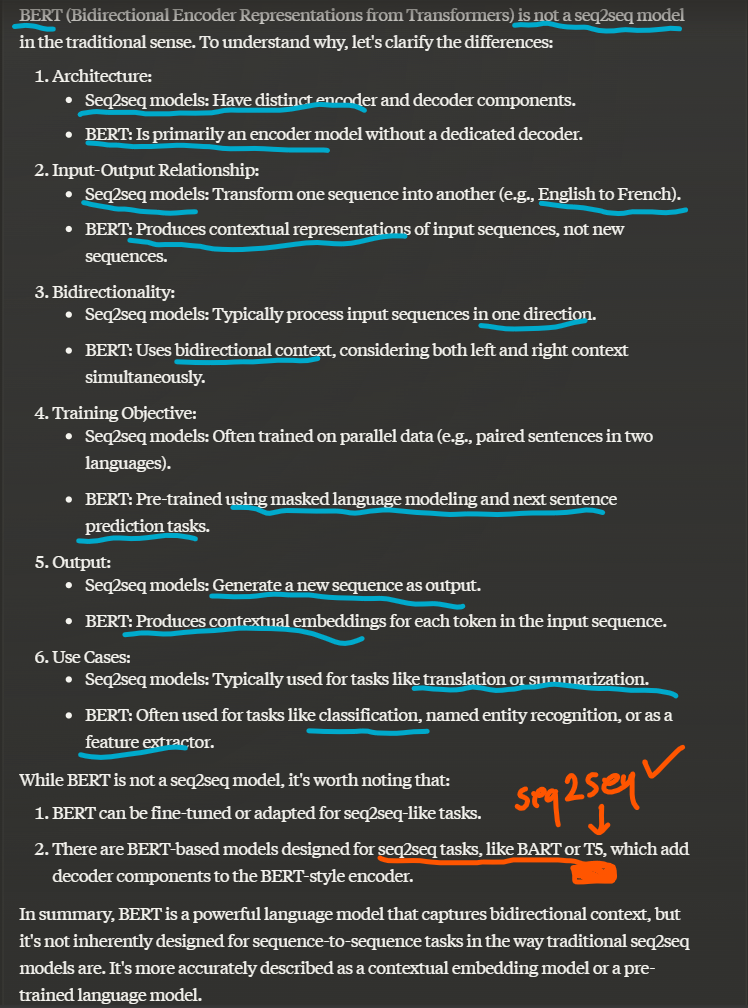 BERT (Bidirectional Encoder Representations from Transformers) is not a seq2seq model
in the traditional sense. To understand why, let's clarify the differences:
1. Architecture:
• Seq2seq models: Have distinct encoder and decoder components.
• BERT: Is primarily an encoder model without a dedicated decoder.
2. Input-Output Relationship:
• Seq2seq models: Transform one sequence into another (e.g., English to French).
• BERT: Produces contextual representations of input sequences, not new
sequences.
3. Bidirectionality:
• Seq2seq models: Typically process input sequences in one direction.
• BERT: Uses bidirectional context, considering both left and right context
simultaneously.
4. Training Objective:
• Seq2seq models: Often trained on parallel data (e.g., paired sentences in two
languages).
• BERT: Pre-trained using masked language modeling and next sentence
prediction tasks.
5. Output:
• Seq2seq models: Generate a new sequence as output.
• BERT: Produces contextual embeddings for each token in the input sequence.
6. Use Cases:
• Seq2seq models: Typically used for tasks like translation or summarization.
• BERT: Often used for tasks like classification, named entity recognition, or as a
feature extractor.
While BERT is not a seq2seq model, it's worth noting that:
seq2seq
1. BERT can be fine-tuned or adapted for seq2seq-like tasks.
2. There are BERT-based models designed for seq2seq tasks, like BART or T5, which add
decoder components to the BERT-style encoder.
In summary, BERT is a powerful language model that captures bidirectional context, but
it's not inherently designed for sequence-to-sequence tasks in the way traditional seq2seq
models are. It's more accurately described as a contextual embedding model or a pre-
trained language model.